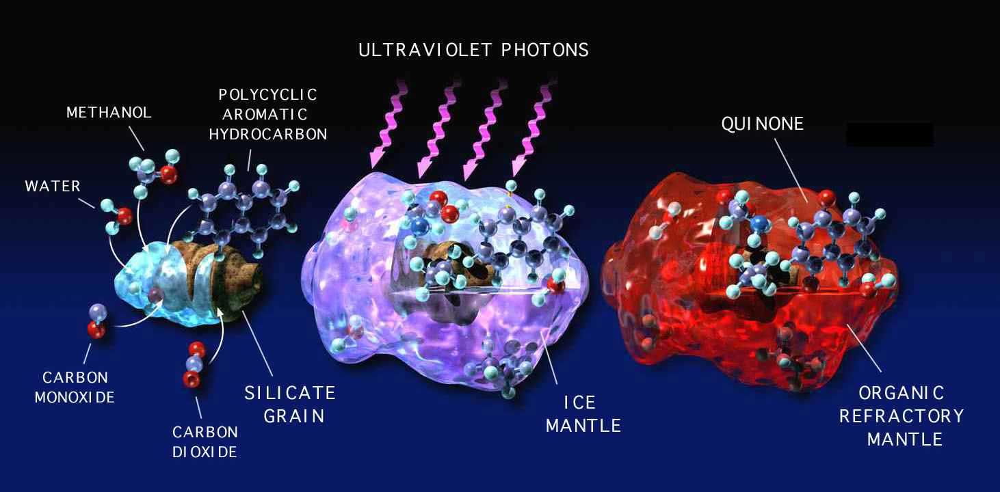 ULTRAVIOLET PHOTONS
METHANOL
POLYCYCLIC
AROMATIC
HYDROCARBON
WATER
CARBON
MONOXIDE
CARBON
DIOXIDE
SILICATE
GRAIN
ICE
MANTLE
QUINONE
ORGANIC
REFRACTORY
MANTLE